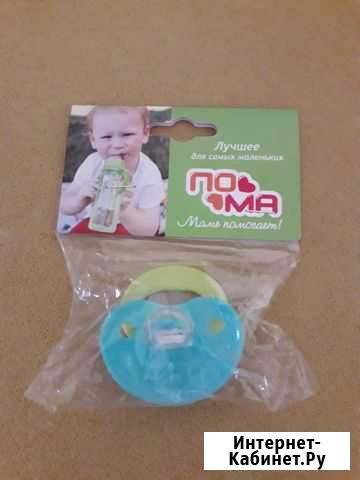 Лучшее
для самых маленьких
ПО
МА
Маме помогает!
Интернет-
Кабинет.Ру